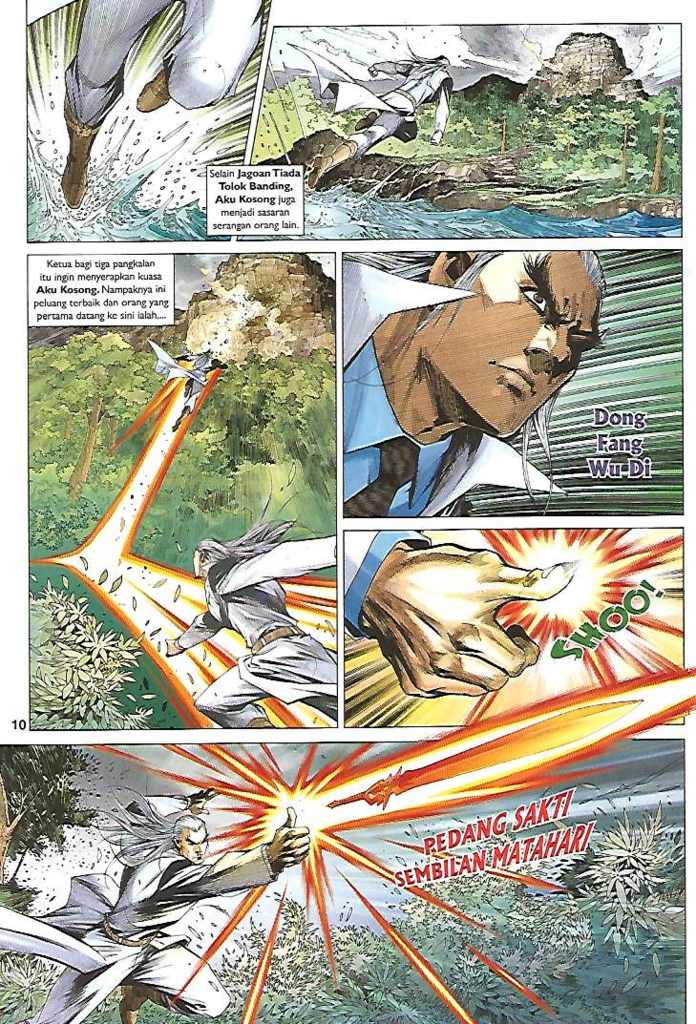 Selain Jagoan Tiada
Tolok Banding,
Aku Kosong juga
menjadi sasaran
serangan orang lain.
Ketua bagi tiga pangkalan
itu ingin menyerapkan kuasa
Aku Kosong. Nampaknya ini
peluang terbaik dan orang yang
pertama datang ke sini ialah....
Dong
Fang
Wu Di
SHOO!
10
PEDANG SAKTI
SEMBILAN MATAHARI